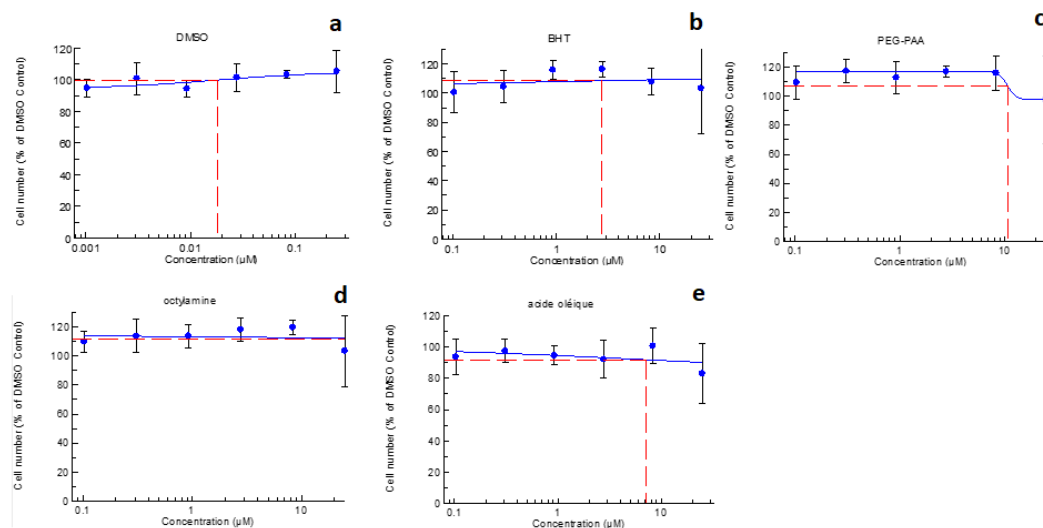 a
DMSO
Cell number (% of DMSO Control)
120
100
80
60
40
20
0
0.001
0.01
0.1
Concentration (µM)
b
BHT
Cell number (% of DMSO Control)
120
100
80
60
40
20
0
0.1
1
10
Concentration (µM)
c
PEG-PAA
Cell number (% of DMSO Control)
120
100
80
60
40
20
0
0.1
1
10
Concentration (µM)
d
octylamine
Cell number (% of DMSO Control)
120
100
80
60
40
20
0
0.1
1
10
Concentration (µM)
e
acide oléique
Cell number (% of DMSO Control)
120
100
80
60
40
20
0
0.1
1
10
Concentration (µM)